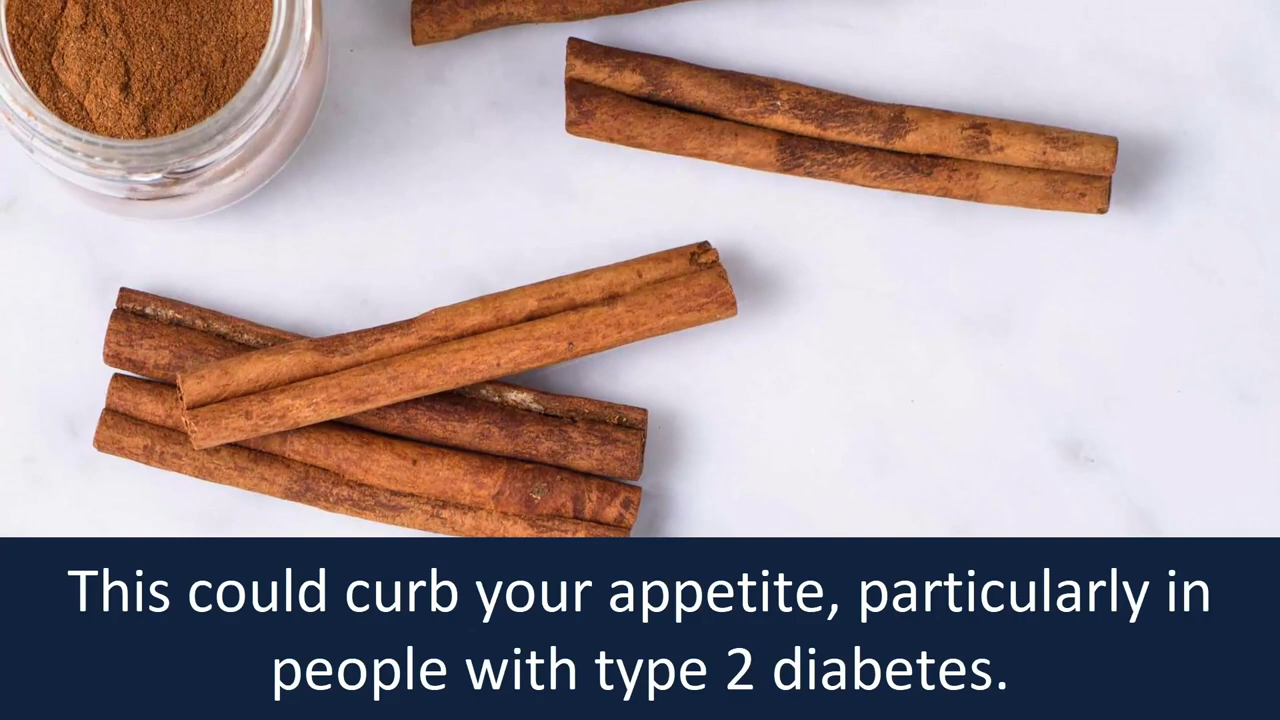 This could curb your appetite, particularly in
people with type 2 diabetes.